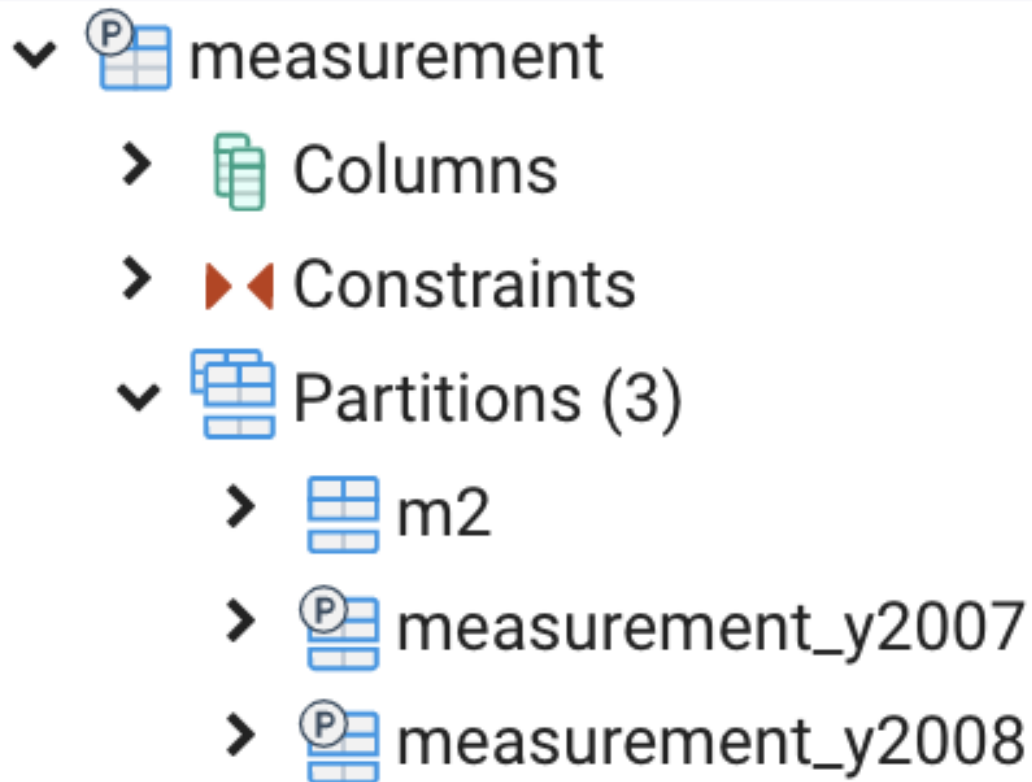 P measurement
Columns
Constraints
Partitions (3)
m2
P measurement_y2007
P measurement_y2008